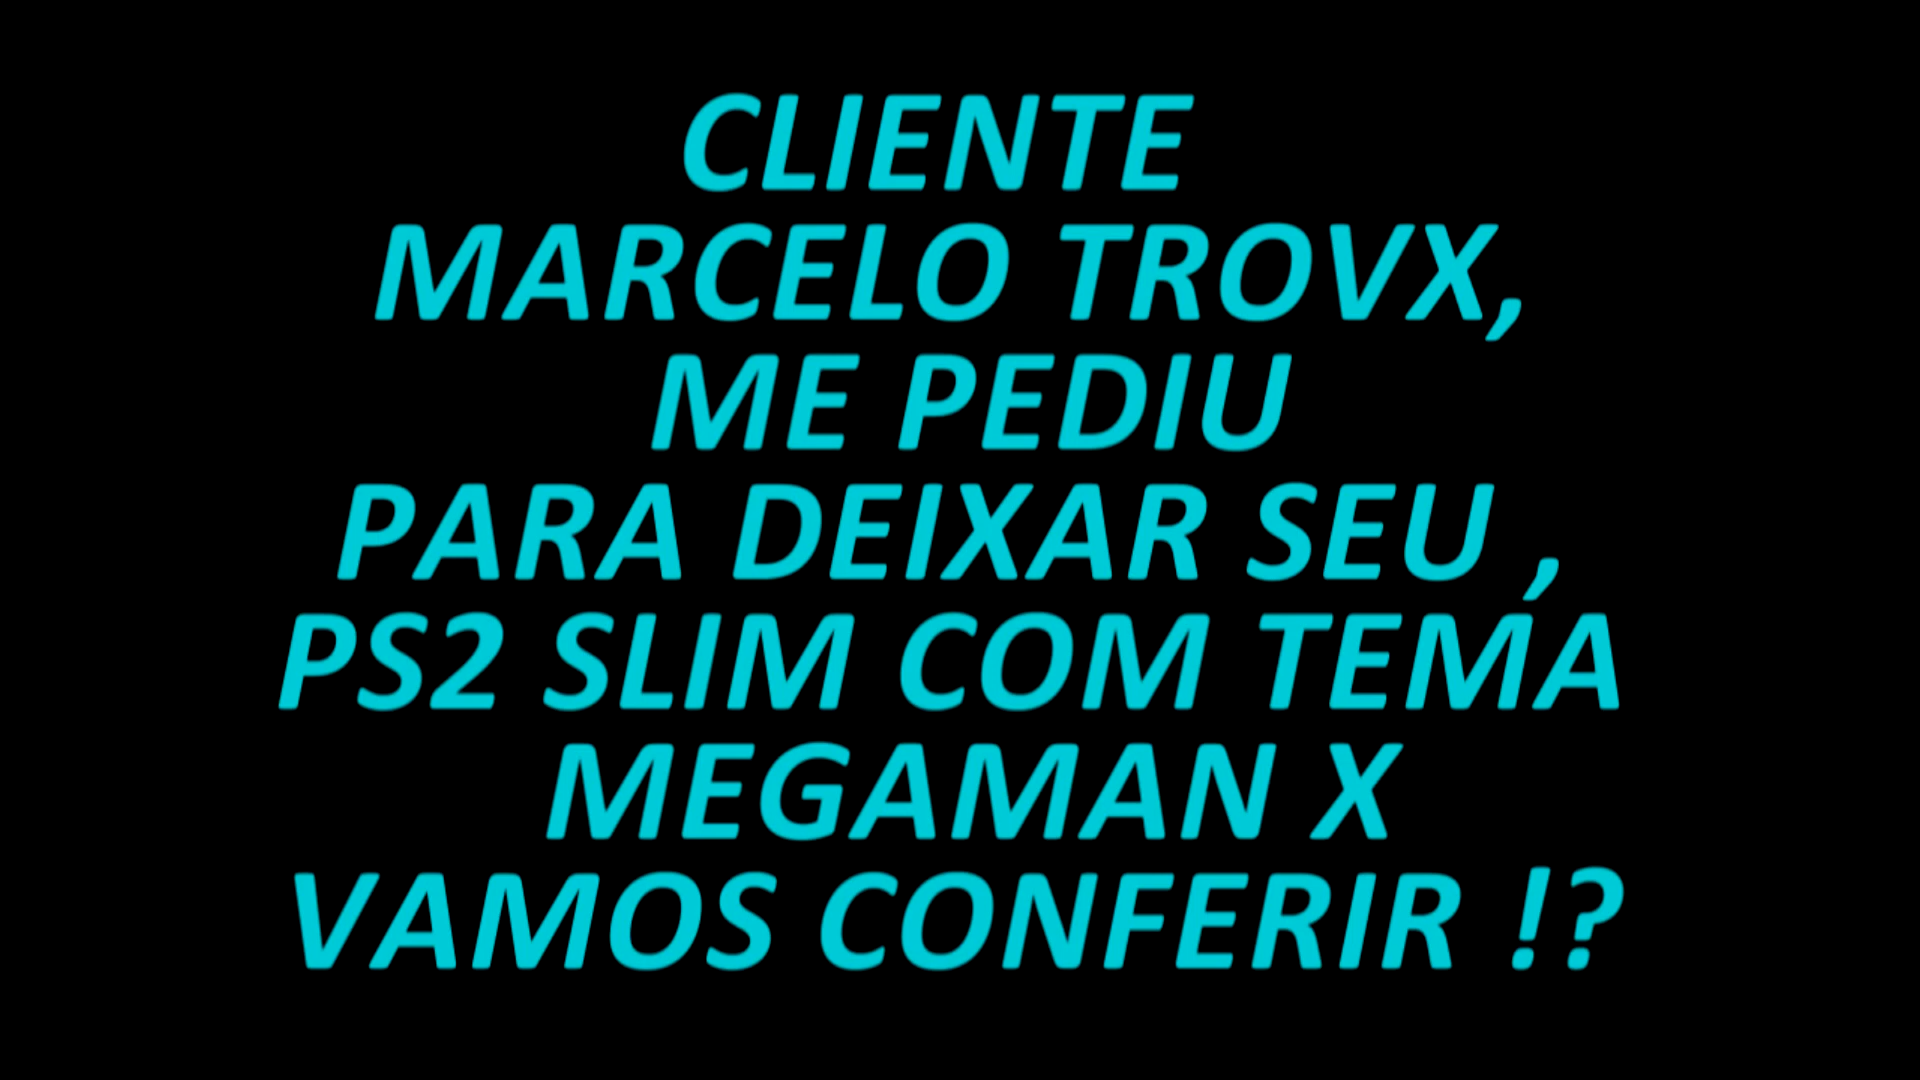 CLIENTE
MARCELO TROVX,
ME PEDIU
PARA DEIXAR SEU ,
PS2 SLIM COM TEMA
MEGAMAN X
VAMOS CONFERIR !?